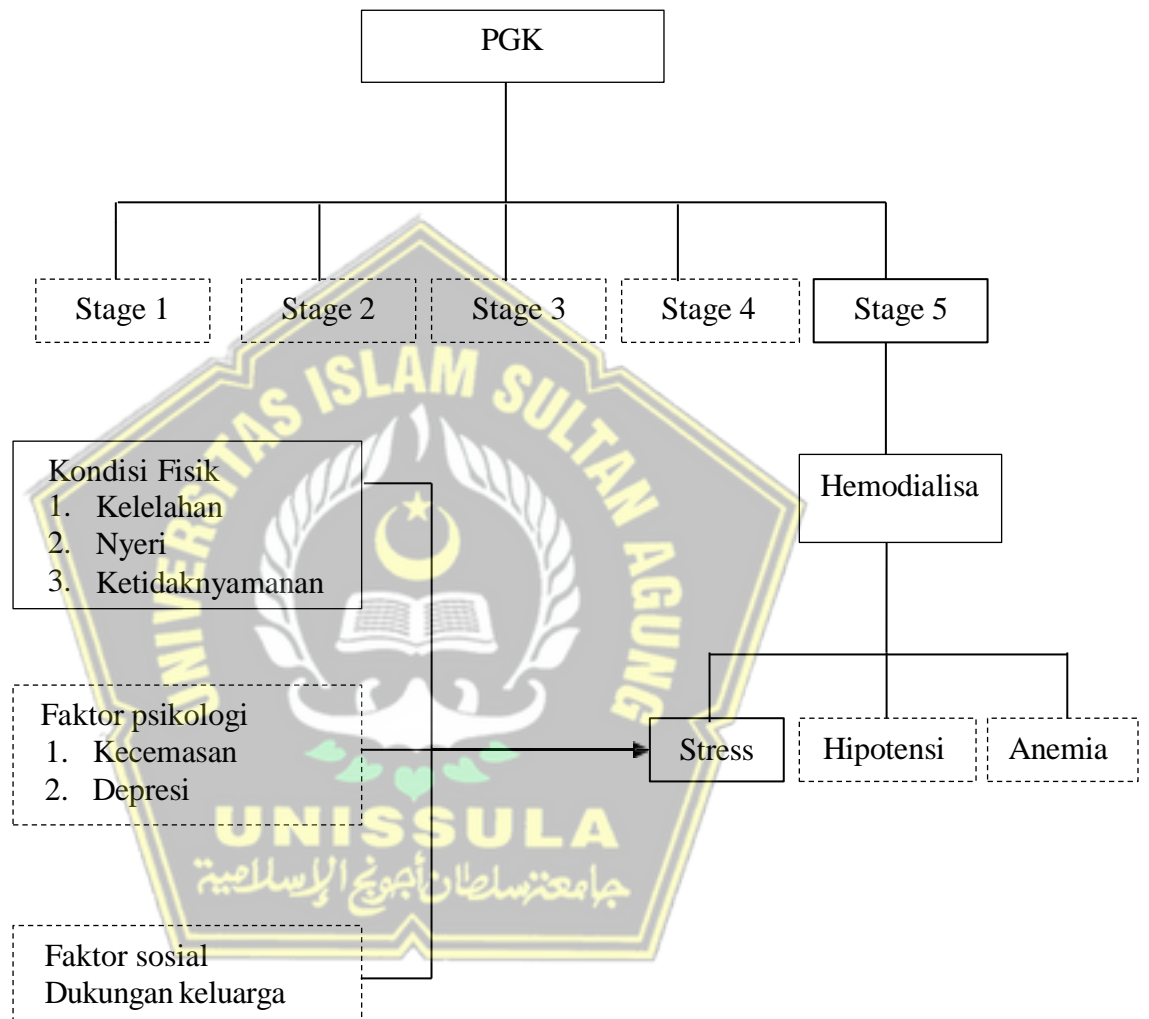 PGK
Stage 1
Stage 2
Stage 3
Stage 4
Stage 5
UNIVERSITAS ISLAM SULTAN AGUNG
Kondisi Fisik
1. Kelelahan
2. Nyeri
3. Ketidaknyamanan
Hemodialisa
Faktor psikologi
1. Kecemasan
2. Depresi
Stress
Hipotensi
Anemia
UNISSULA
جامعة سلطان أجونج الإسلامية
Faktor sosial
Dukungan keluarga